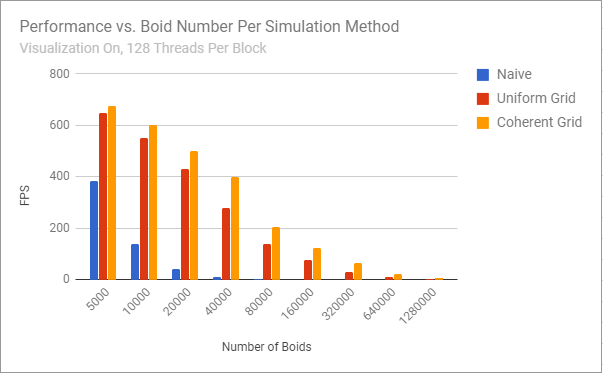 Performance vs. Boid Number Per Simulation Method
Visualization On, 128 Threads Per Block
800
600
400
200
0
FPS
5000
10000
20000
40000
80000
160000
320000
640000
1280000
Number of Boids
Naive
Uniform Grid
Coherent Grid